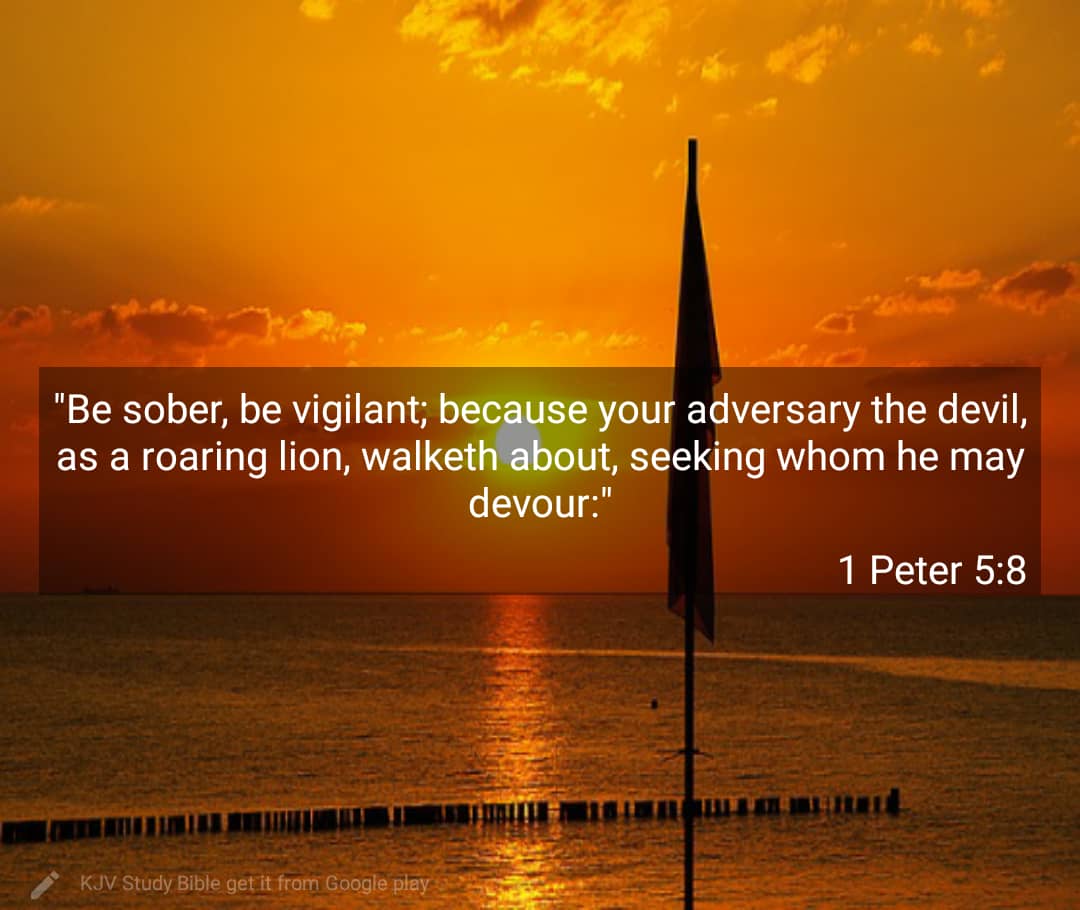 "Be sober, be vigilant; because your adversary the devil,
as a roaring lion, walketh about, seeking whom he may
devour:"
1 Peter 5:8
KJV Study Bible get it from Google play